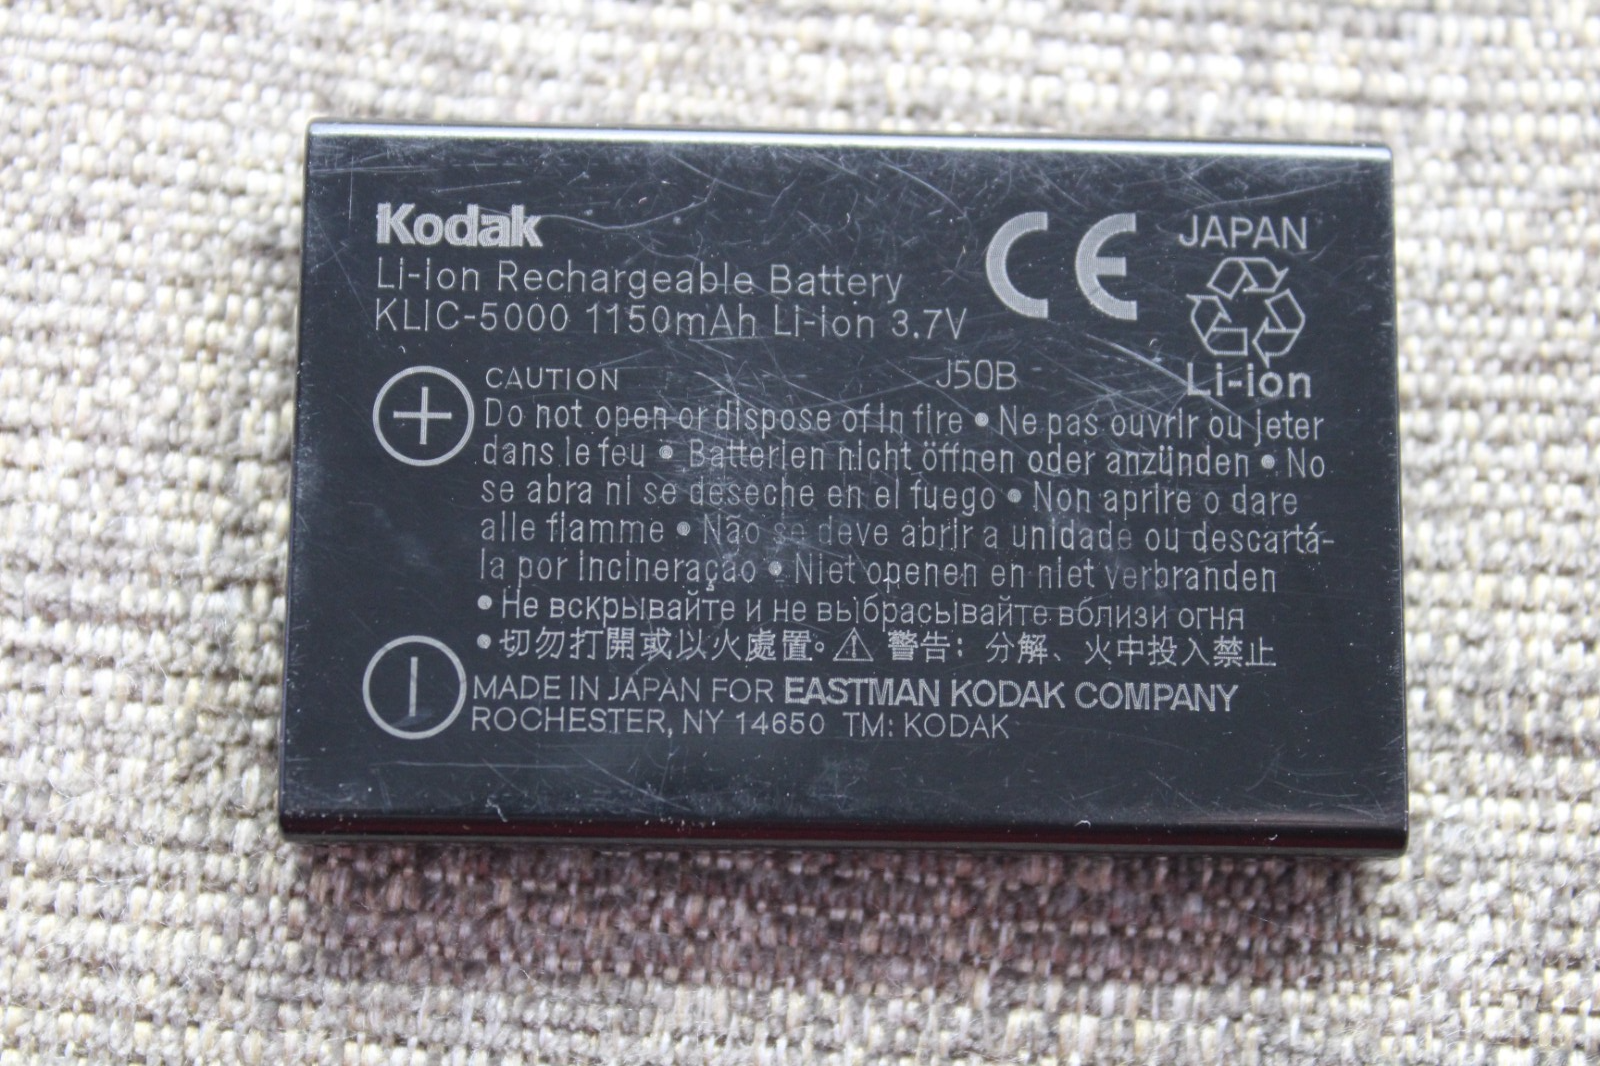 Kodak
Li-Ion Rechargeable Battery
KLIC-5000 1150mAh Li-Ion 3.7V
JAPAN
Li-ion
J50B
CAUTION
Do not open or dispose of in fire • Ne pas ouvrir ou jeter
dans le feu • Batterien nicht öffnen oder anzünden • No
se abra ni se deseche en el fuego • Non aprire o dare
alle fiamme • Não se deve abrir a unidade ou descartá-
la por incineração • Niet openen en niet verbranden
• Не вскрывайте и не выбрасывайте вблизи огня
• 切勿打開或以火處置。⚠ 警告：分解、火中投入禁止
MADE IN JAPAN FOR EASTMAN KODAK COMPANY
ROCHESTER, NY 14650 TM: KODAK